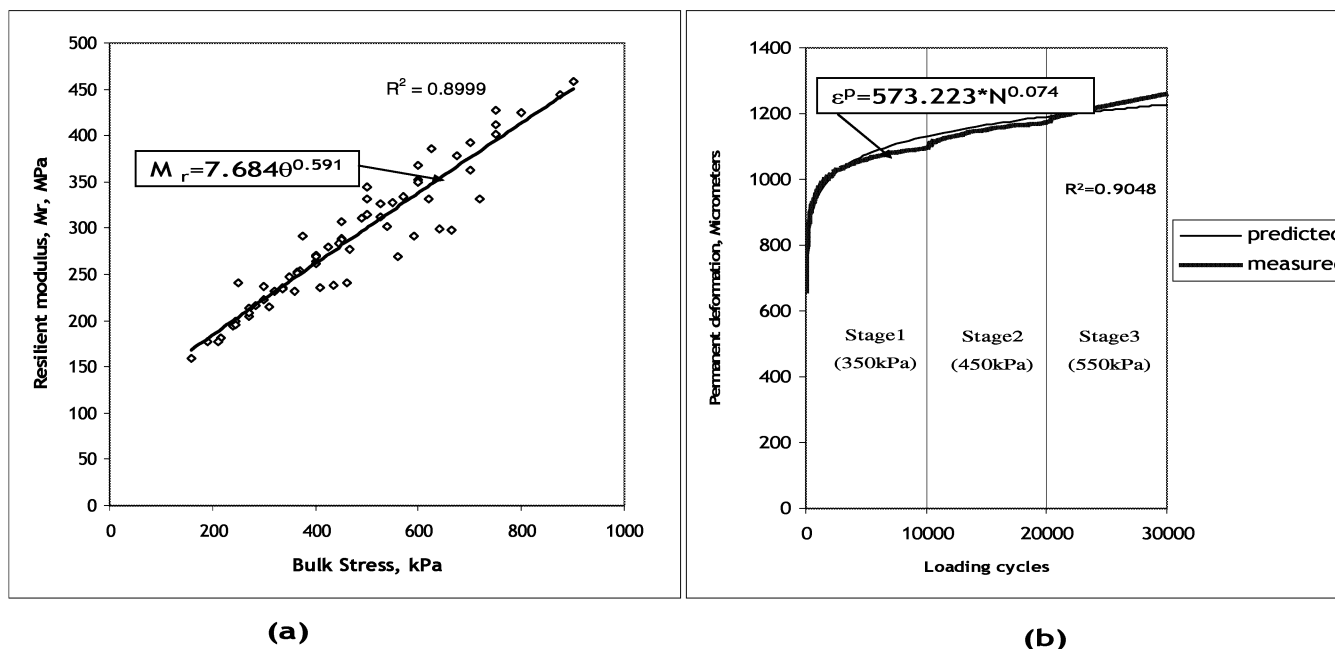 500
450
400
350
300
250
200
150
100
50
0
0 200 400 600 800 1000
Resilient modulus, Mr, MPa
Bulk Stress, kPa
R² = 0.8999
M r=7.684θ^0.591
(a)
1400
1200
1000
800
600
400
200
0
0 10000 20000 30000
Permanent deformation, Micrometers
Loading cycles
εᵖ=573.223*N^0.074
R²=0.9048
Stage1 Stage2 Stage3
(350kPa) (450kPa) (550kPa)
predicted
measured
(b)